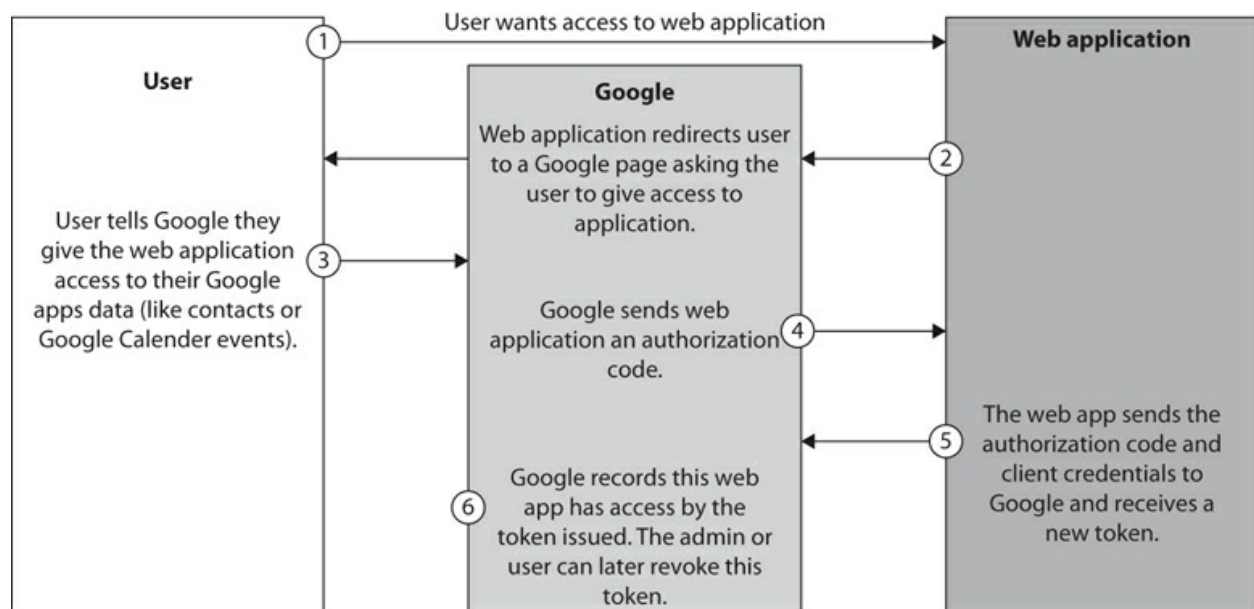 User wants access to web application
1
User
Google
Web application
Web application redirects user
to a Google page asking the
user to give access to
application.
2
User tells Google they
give the web application
access to their Google
apps data (like contacts or
Google Calender events).
3
Google sends web
application an authorization
code.
4
The web app sends the
authorization code and
client credentials to
Google and receives a
new token.
5
Google records this web
app has access by the
token issued. The admin or
user can later revoke this
token.
6